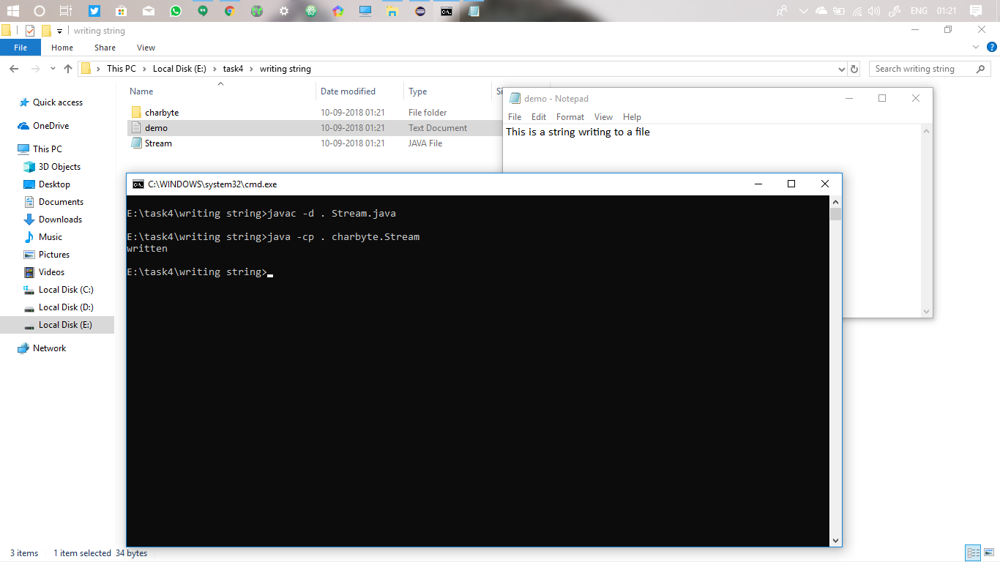 ENG 01:21
writing string
File Home Share View
This PC Local Disk (E:) task4 writing string
Search writing string
Name Date modified Type
Quick access
OneDrive
This PC
3D Objects
Desktop
Documents
Downloads
Music
Pictures
Videos
Local Disk (C:)
Local Disk (D:)
Local Disk (E:)
Network
charbyte 10-09-2018 01:21 File folder
demo 10-09-2018 01:21 Text Document
Stream 10-09-2018 01:21 JAVA File
demo - Notepad
File Edit Format View Help
This is a string writing to a file
C:\WINDOWS\system32\cmd.exe
E:\task4\writing string>javac -d . Stream.java
E:\task4\writing string>java -cp . charbyte.Stream
written
E:\task4\writing string>
3 items 1 item selected 34 bytes